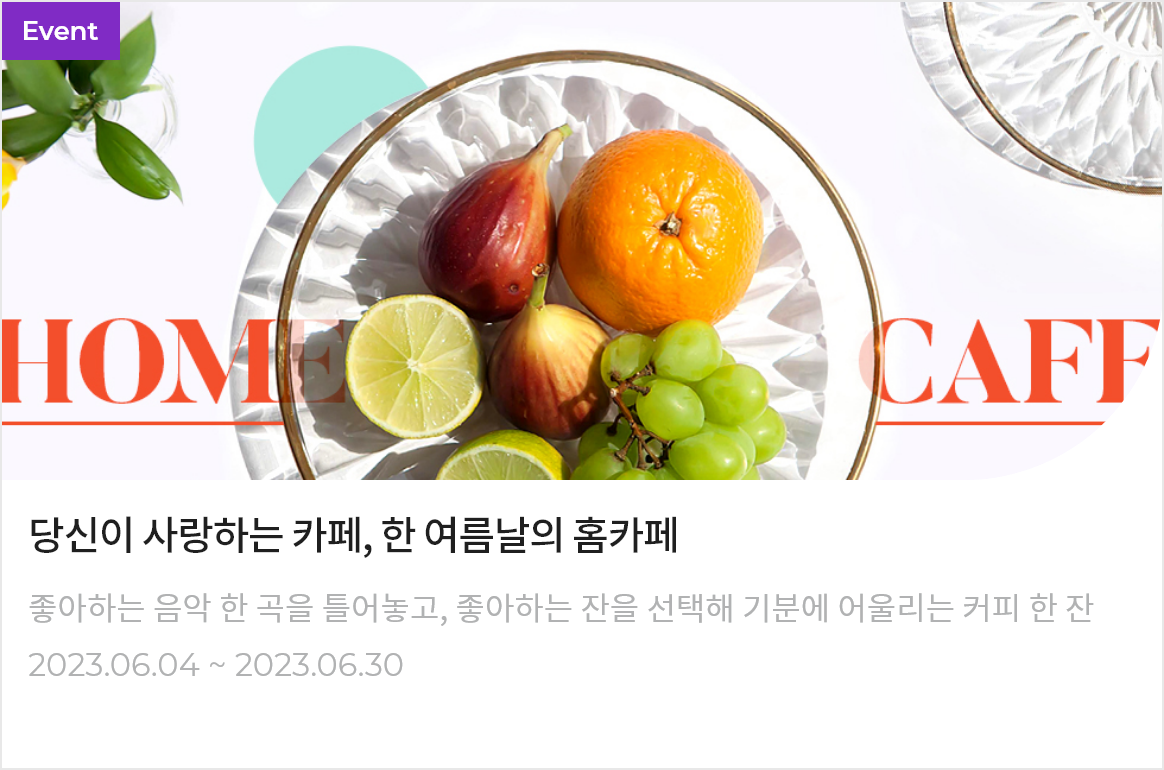 Event
HOME CAFE
당신이 사랑하는 카페, 한 여름날의 홈카페
좋아하는 음악 한 곡을 틀어놓고, 좋아하는 잔을 선택해 기분에 어울리는 커피 한 잔
2023.06.04 ~ 2023.06.30